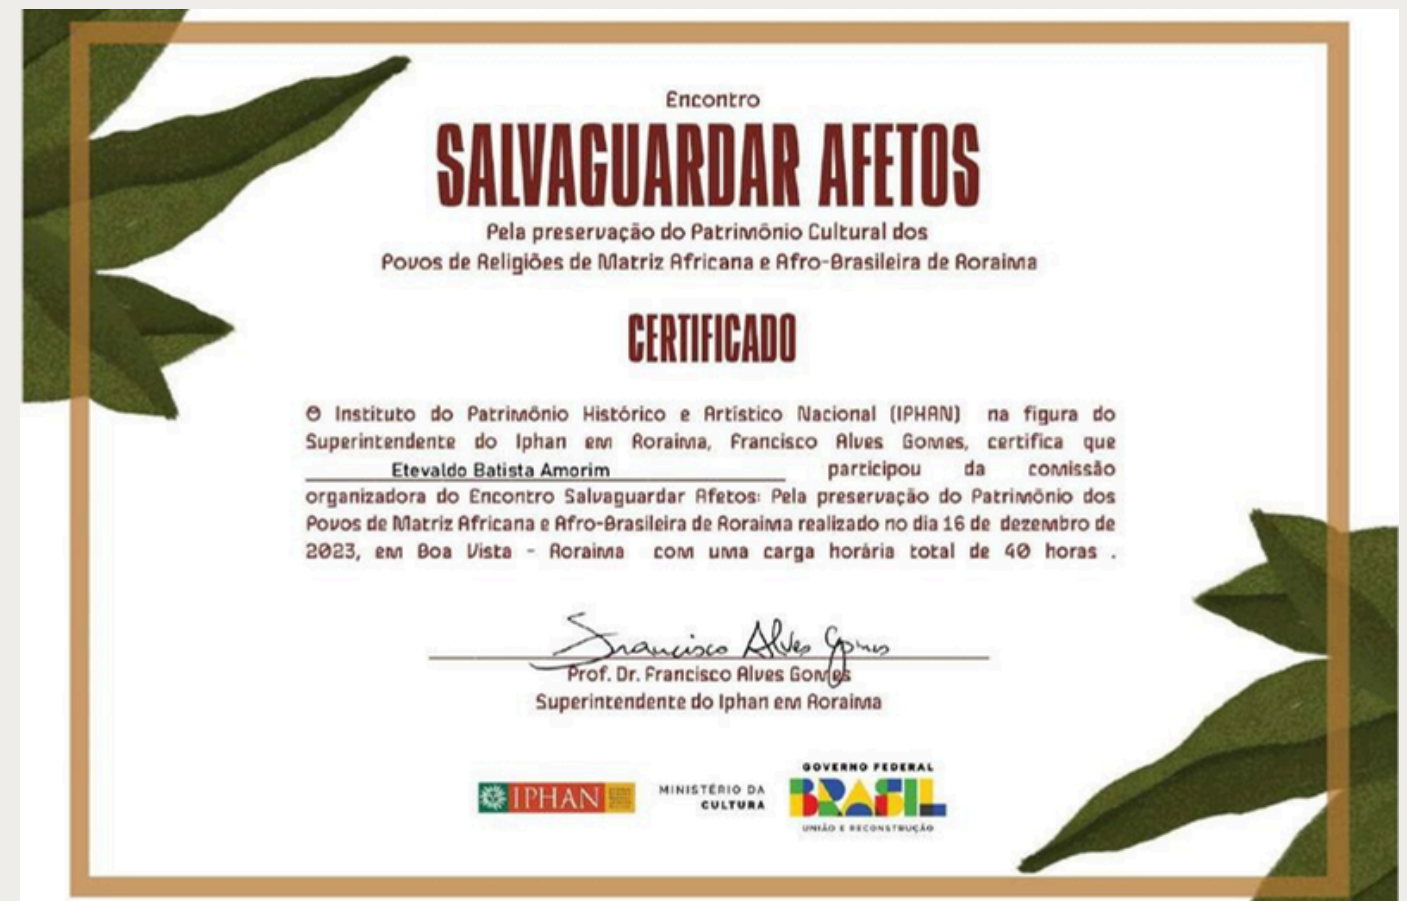 Encontro
SALVAGUARDAR AFETOS
Pela preservação do Patrimônio Cultural dos
Povos de Religiões de Matriz Africana e Afro-Brasileira de Roraima
CERTIFICADO
O Instituto do Patrimônio Histórico e Artístico Nacional (IPHAN) na figura do
Superintendente do Iphan em Roraima, Francisco Alves Gomes, certifica que
Etevaldo Batista Amorim participou da comissão
organizadora do Encontro Salvaguardar Afetos: Pela preservação do Patrimônio dos
Povos de Matriz Africana e Afro-Brasileira de Roraima realizado no dia 16 de dezembro de
2023, em Boa Vista - Roraima com uma carga horária total de 40 horas .
Francisco Alves Gomes
Prof. Dr. Francisco Alves Gomes
Superintendente do Iphan em Roraima
IPHAN
MINISTÉRIO DA
CULTURA
GOVERNO FEDERAL
BRASIL
UNIÃO E RECONSTRUÇÃO